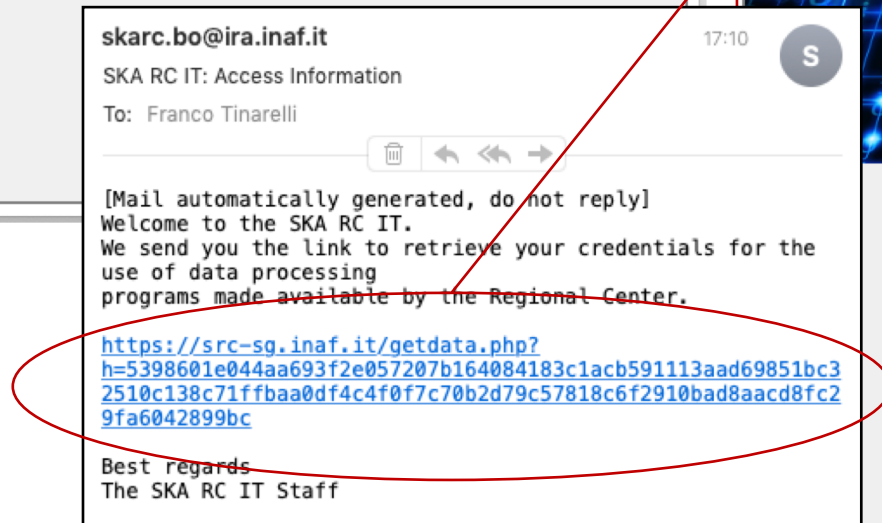 skarc.bo@ira.inaf.it
17:10
S
SKA RC IT: Access Information
To: Franco Tinarelli
[Mail automatically generated, do not reply]
Welcome to the SKA RC IT.
We send you the link to retrieve your credentials for the
use of data processing
programs made available by the Regional Center.
https://src-sg.inaf.it/getdata.php?
h=5398601e044aa693f2e057207b164084183c1acb591113aad69851bc3
2510c138c71ffbaa0df4c4f0f7c70b2d79c57818c6f2910bad8aacd8fc2
9fa6042899bc
Best regards
The SKA RC IT Staff